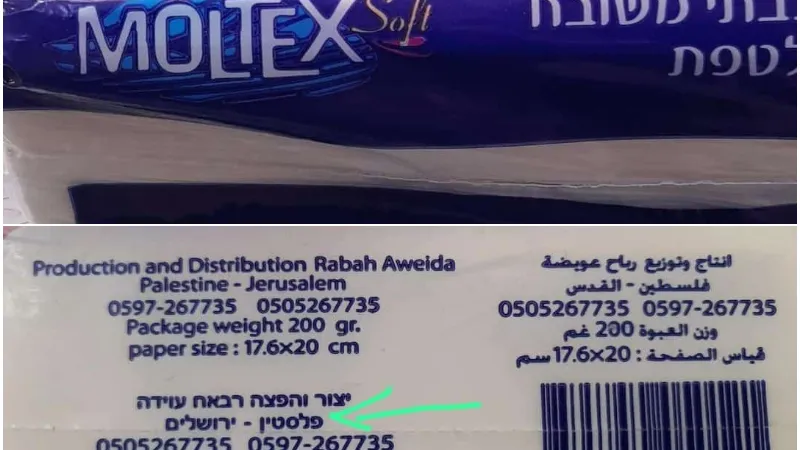 MOLTEX Soft
משובח
לטפת
Production and Distribution Rabah Aweida
Palestine - Jerusalem
0597-267735 0505267735
Package weight 200 gr.
paper size : 17.6x20 cm
انتاج وتوزيع رباح عويضة
فلسطين - القدس
0505267735 0597-267735
وزن العبوة 200 غم
قياس الصفحة : 17.6x20 سم
יצור והפצה רבאח עוידה
פלסטין - ירושלים
0505267735 0597-267735